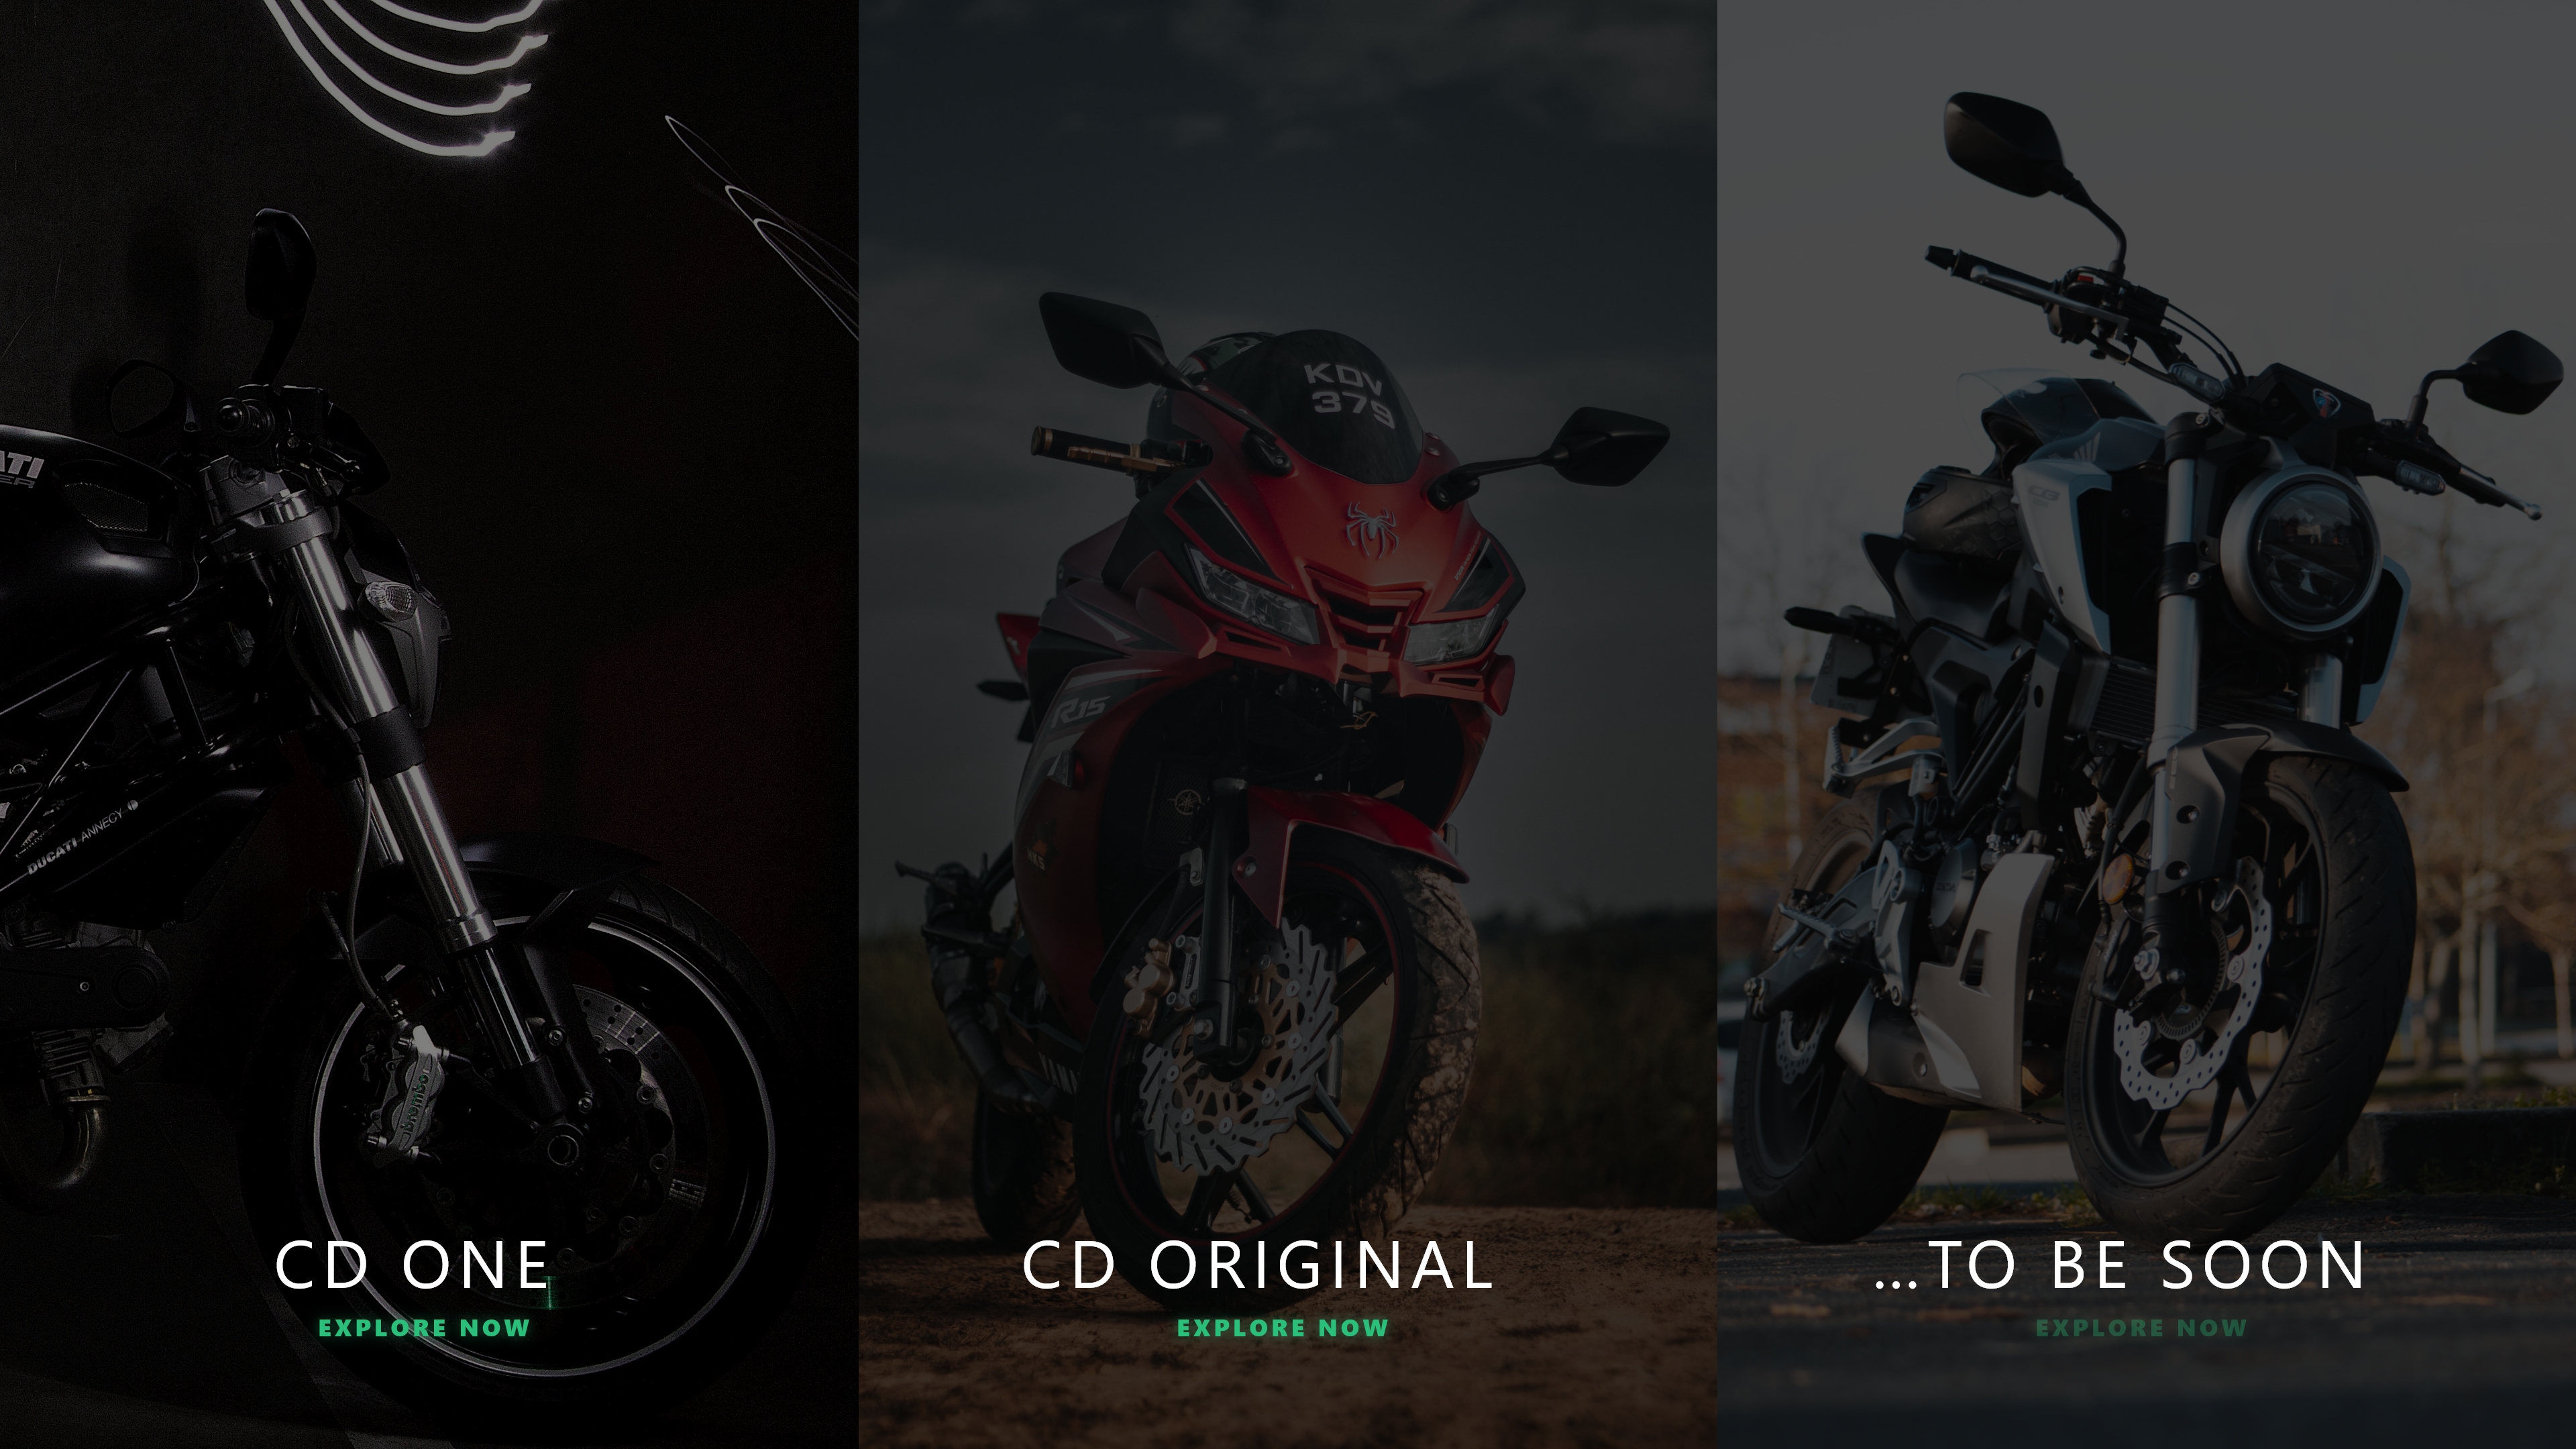 ATI
DUCATI ANNECY
brembo
CD ONE
EXPLORE NOW
KDV
379
R15
CD ORIGINAL
EXPLORE NOW
...TO BE SOON
EXPLORE NOW